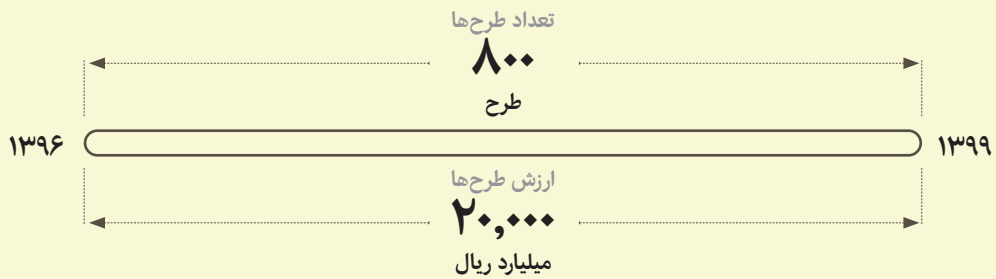 تعداد طرح‌ها
۸۰۰
طرح
۱۳۹۶
۱۳۹۹
ارزش طرح‌ها
۲۰,۰۰۰
میلیارد ریال